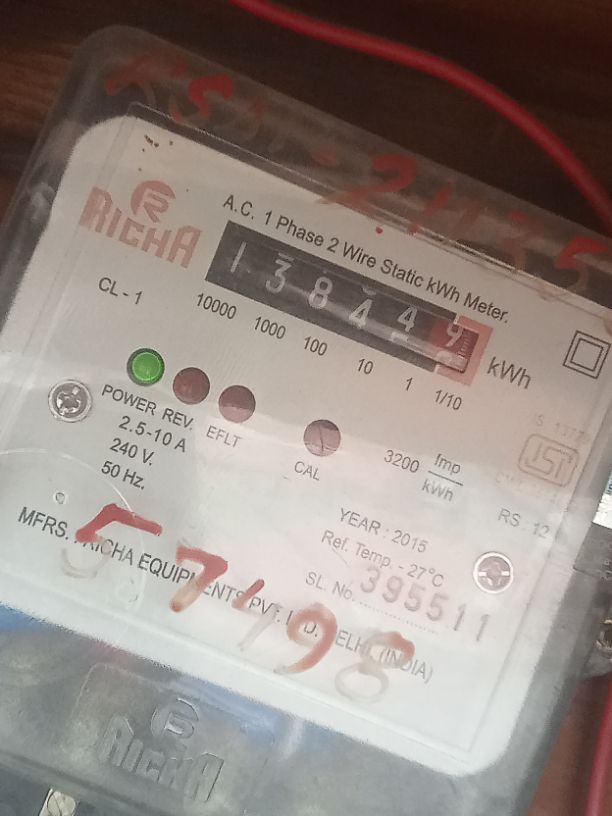 RICHA
A.C. 1 Phase 2 Wire Static kWh Meter.
CL-1
1 3 8 4 4 9
kWh
10000 1000 100 10 1 1/10
POWER REV. EFLT CAL
2.5-10 A
240 V.
50 Hz.
3200 Imp/kWh
RS : 12
YEAR : 2015
Ref. Temp. - 27°C
SL. No. 395511
MFRS. RICHA EQUIPMENTS PVT. LTD. DELHI (INDIA)
57498
RICHA